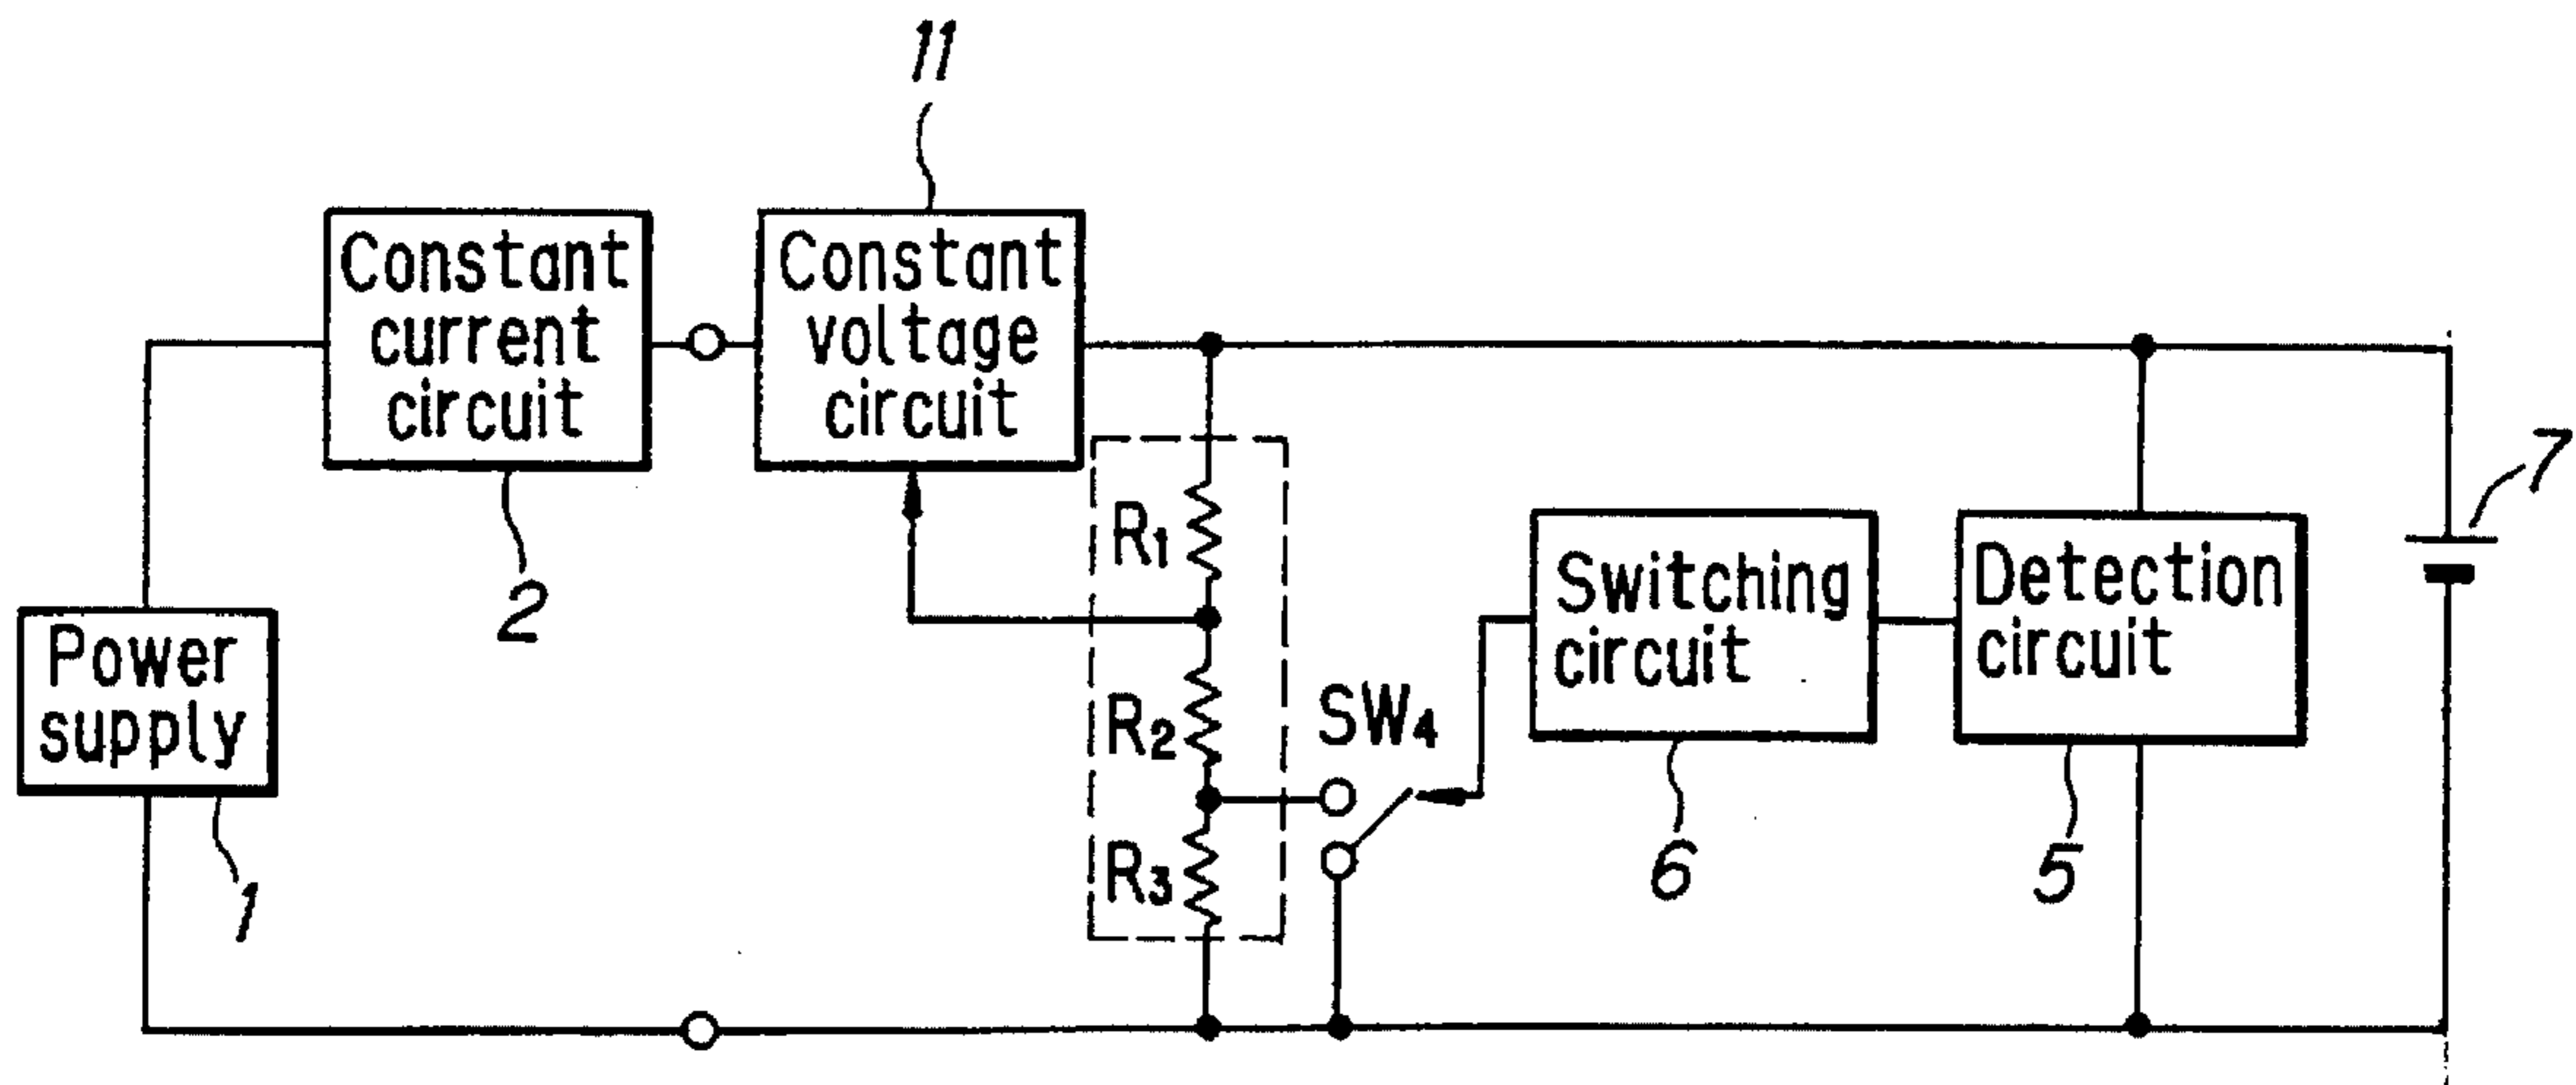 11
Constant
current
circuit
Constant
voltage
circuit
7
R1
Switching
circuit
Detection
circuit
2
Power
supply
R2
SW4
R3
1
6
5